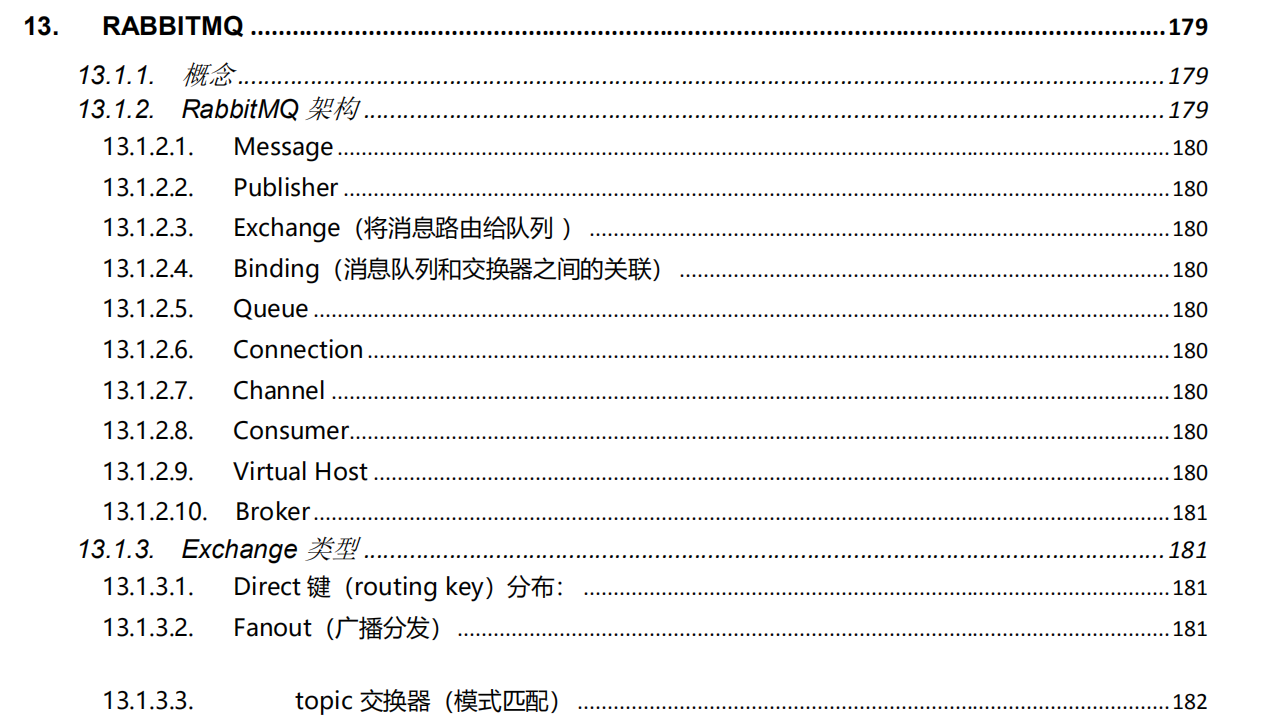 13. RABBITMQ ........................................ 179
13.1.1. 概念 ........................................ 179
13.1.2. RabbitMQ 架构 ........................................ 179
13.1.2.1. Message ........................................ 180
13.1.2.2. Publisher ........................................ 180
13.1.2.3. Exchange（将消息路由给队列 ） ........................................ 180
13.1.2.4. Binding（消息队列和交换器之间的关联） ........................................ 180
13.1.2.5. Queue ........................................ 180
13.1.2.6. Connection ........................................ 180
13.1.2.7. Channel ........................................ 180
13.1.2.8. Consumer ........................................ 180
13.1.2.9. Virtual Host ........................................ 180
13.1.2.10. Broker ........................................ 181
13.1.3. Exchange 类型 ........................................ 181
13.1.3.1. Direct 键（routing key）分布： ........................................ 181
13.1.3.2. Fanout（广播分发） ........................................ 181
13.1.3.3. topic 交换器（模式匹配） ........................................ 182